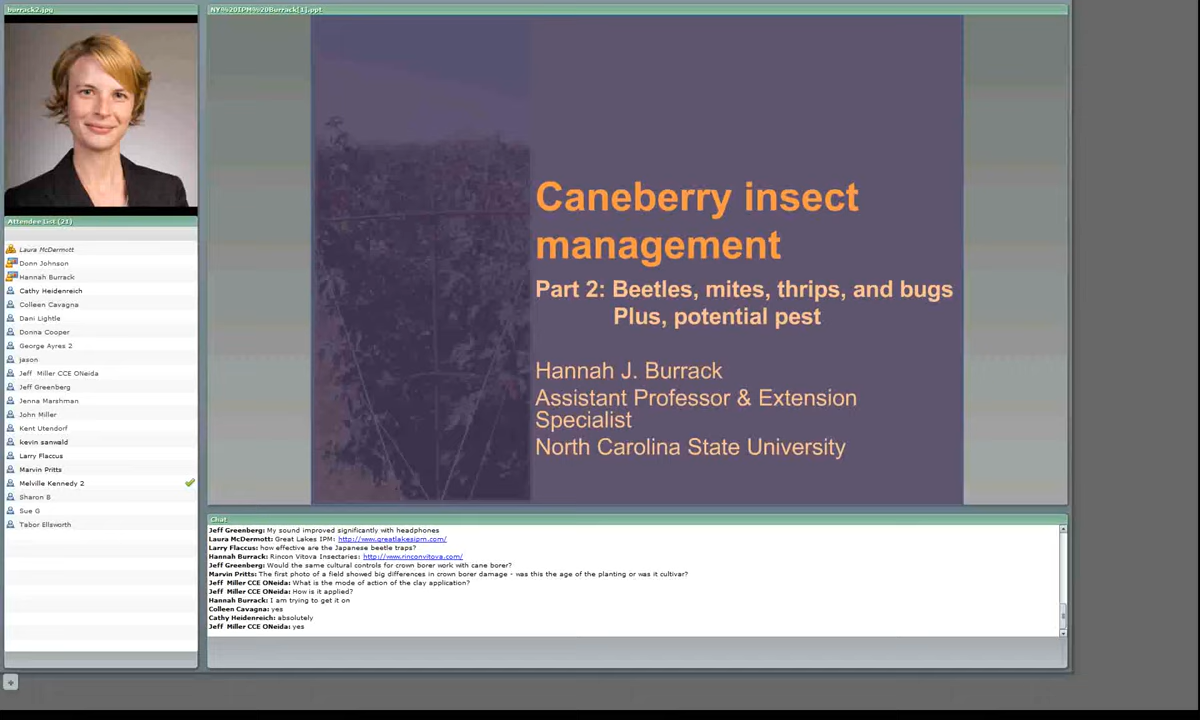 burrack2.jpg
NY%20IPM%20Burrack[1].ppt
Caneberry insect
management
Part 2: Beetles, mites, thrips, and bugs
Plus, potential pest
Hannah J. Burrack
Assistant Professor & Extension
Specialist
North Carolina State University
Attendee List (21)
Laura McDermott
Donn Johnson
Hannah Burrack
Cathy Heidenreich
Colleen Cavagna
Dani Lightle
Donna Cooper
George Ayres 2
jason
Jeff Miller CCE ONeida
Jeff Greenberg
Jenna Marshman
John Miller
Kent Utendorf
kevin sanwald
Larry Flaccus
Marvin Pritts
Melville Kennedy 2
Sharon B
Sue G
Tabor Ellsworth
Chat
Jeff Greenberg: My sound improved significantly with headphones
Laura McDermott: Great Lakes IPM: http://www.greatlakesipm.com/
Larry Flaccus: how effective are the Japanese beetle traps?
Hannah Burrack: Rincon Vitova Insectaries: http://www.rinconvitova.com/
Jeff Greenberg: Would the same cultural controls for crown borer work with cane borer?
Marvin Pritts: The first photo of a field showed big differences in crown borer damage - was this the age of the planting or was it cultivar?
Jeff Miller CCE ONeida: What is the mode of action of the clay application?
Jeff Miller CCE ONeida: How is it applied?
Hannah Burrack: I am trying to get it on
Colleen Cavagna: yes
Cathy Heidenreich: absolutely
Jeff Miller CCE ONeida: yes